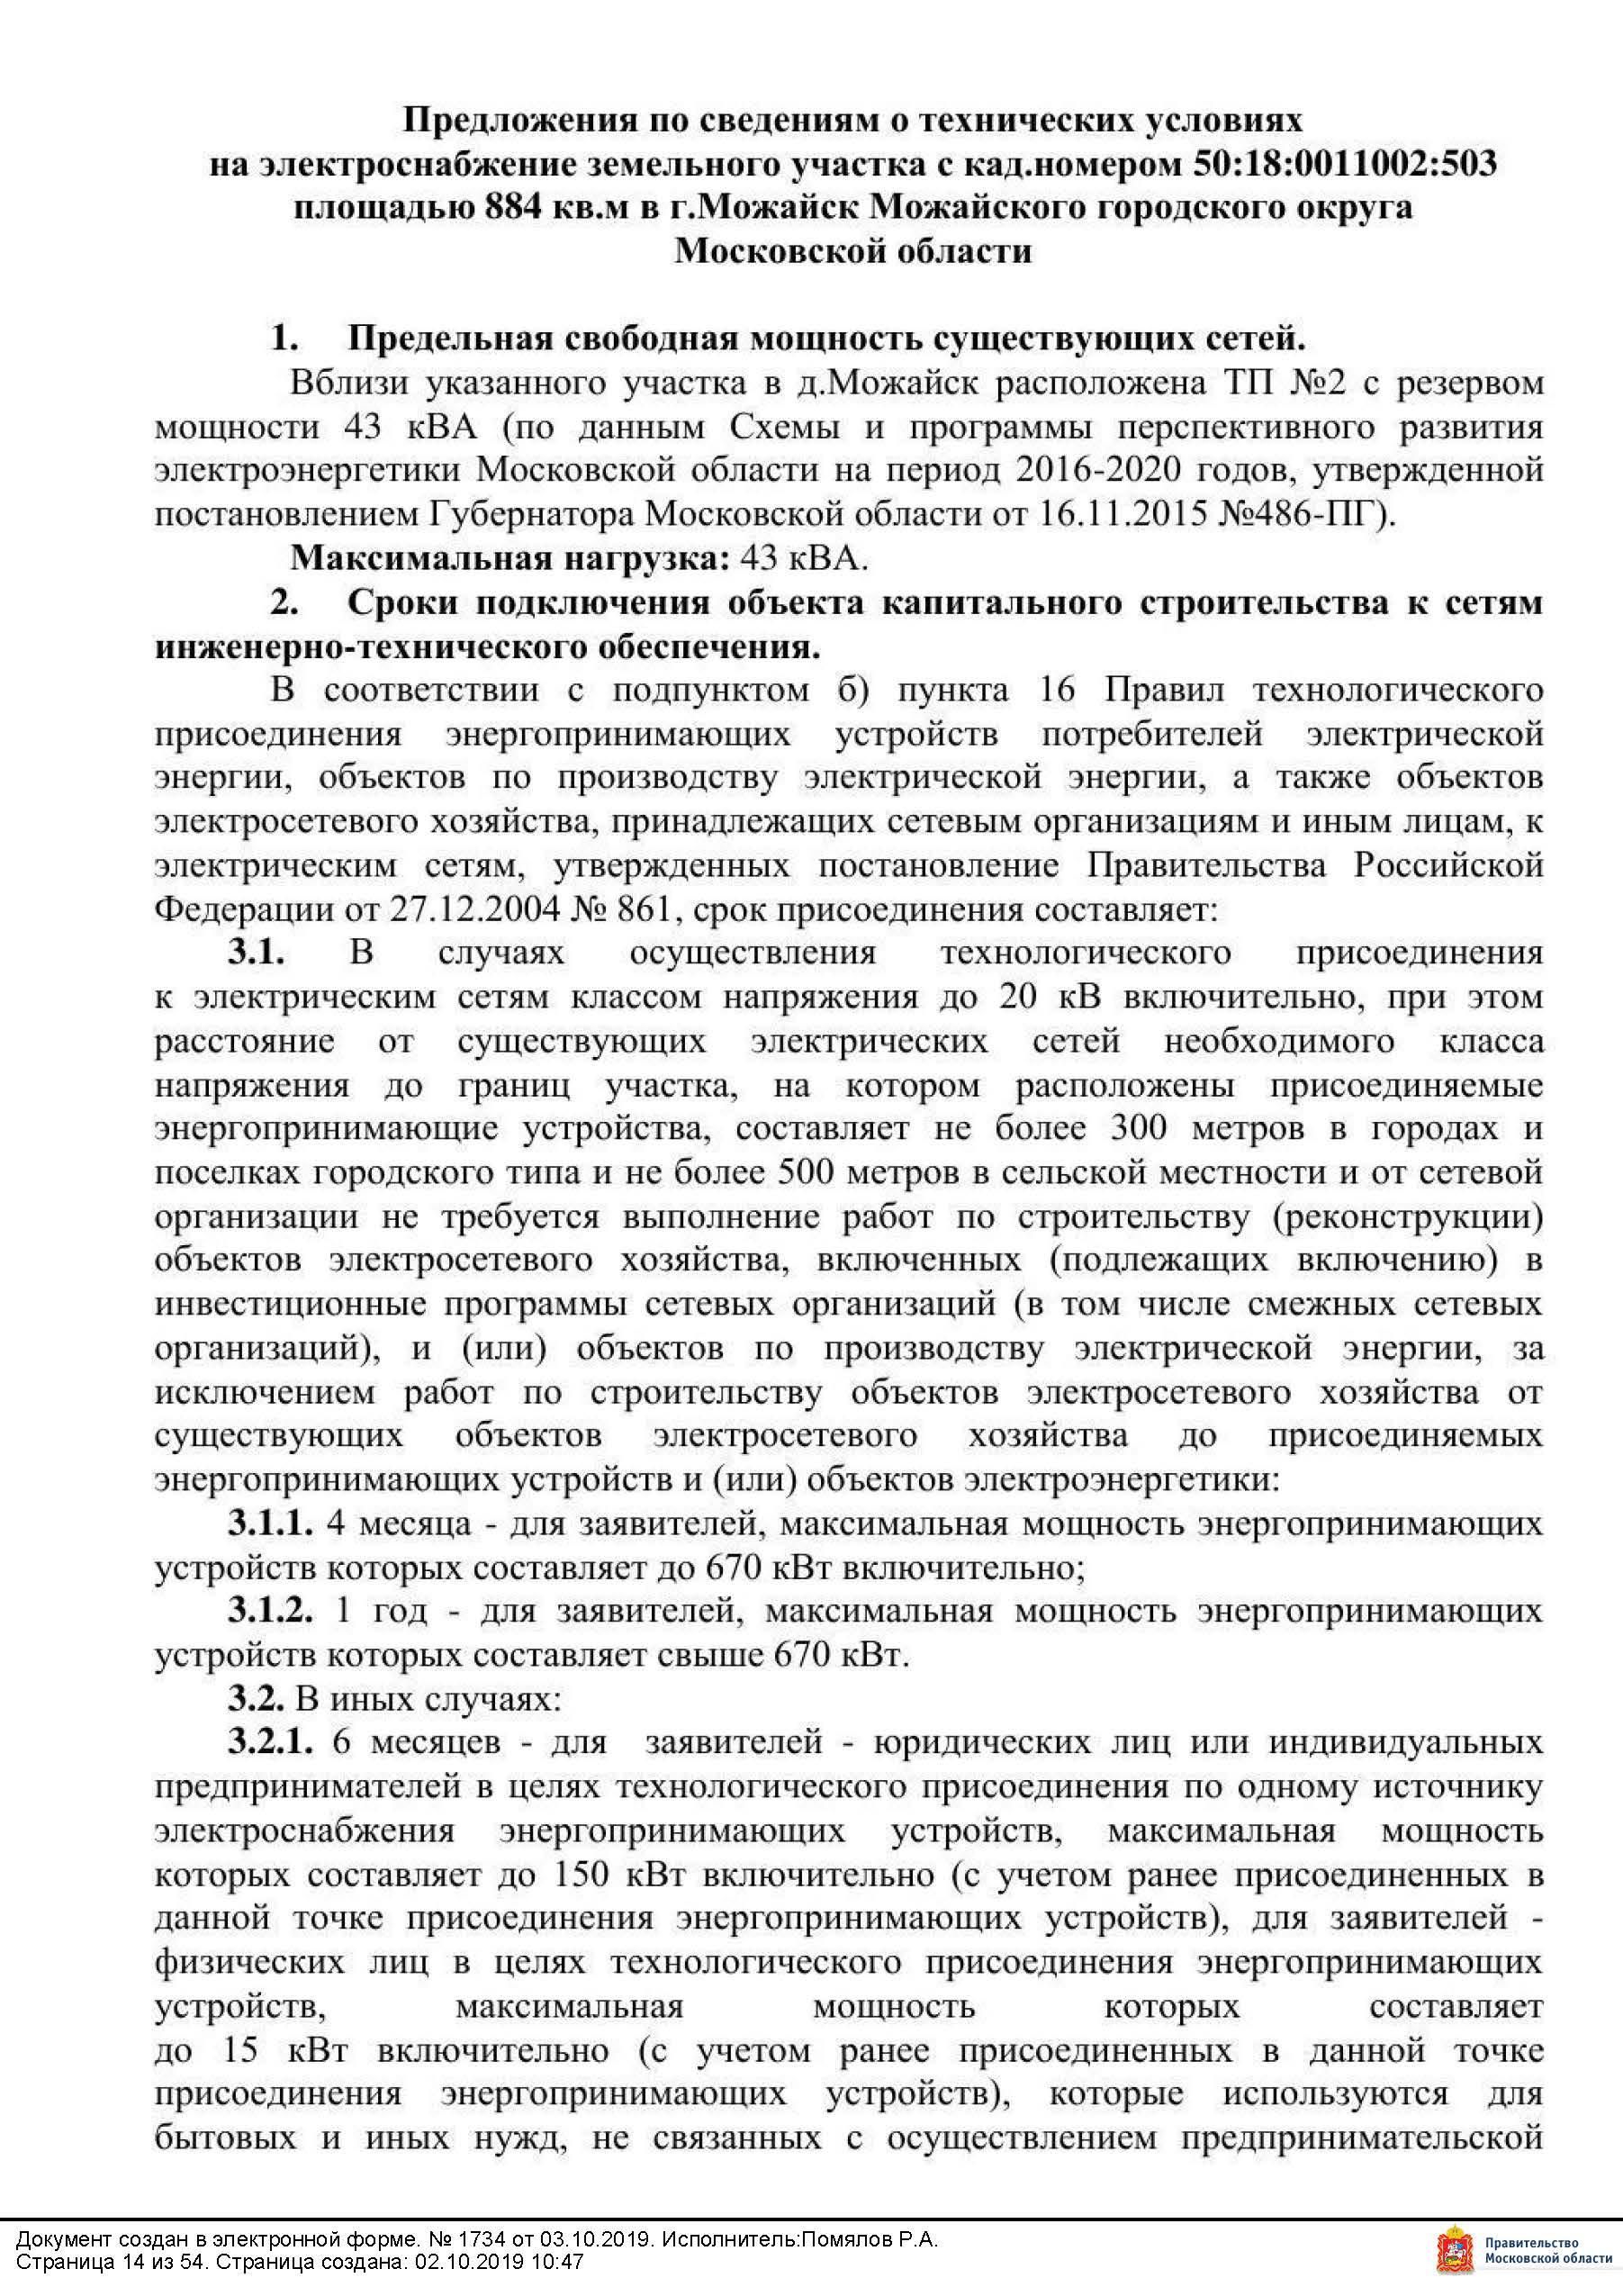 Предложения по сведениям о технических условиях
на электроснабжение земельного участка с кад.номером 50:18:0011002:503
площадью 884 кв.м в г.Можайск Можайского городского округа
Московской области
1. Предельная свободная мощность существующих сетей.
Вблизи указанного участка в д.Можайск расположена ТП №2 с резервом
мощности 43 кВА (по данным Схемы и программы перспективного развития
электроэнергетики Московской области на период 2016-2020 годов, утвержденной
постановлением Губернатора Московской области от 16.11.2015 №486-ПГ).
Максимальная нагрузка: 43 кВА.
2. Сроки подключения объекта капитального строительства к сетям
инженерно-технического обеспечения.
В соответствии с подпунктом б) пункта 16 Правил технологического
присоединения энергопринимающих устройств потребителей электрической
энергии, объектов по производству электрической энергии, а также объектов
электросетевого хозяйства, принадлежащих сетевым организациям и иным лицам, к
электрическим сетям, утвержденных постановление Правительства Российской
Федерации от 27.12.2004 № 861, срок присоединения составляет:
3.1. В случаях осуществления технологического присоединения
к электрическим сетям классом напряжения до 20 кВ включительно, при этом
расстояние от существующих электрических сетей необходимого класса
напряжения до границ участка, на котором расположены присоединяемые
энергопринимающие устройства, составляет не более 300 метров в городах и
поселках городского типа и не более 500 метров в сельской местности и от сетевой
организации не требуется выполнение работ по строительству (реконструкции)
объектов электросетевого хозяйства, включенных (подлежащих включению) в
инвестиционные программы сетевых организаций (в том числе смежных сетевых
организаций), и (или) объектов по производству электрической энергии, за
исключением работ по строительству объектов электросетевого хозяйства от
существующих объектов электросетевого хозяйства до присоединяемых
энергопринимающих устройств и (или) объектов электроэнергетики:
3.1.1. 4 месяца - для заявителей, максимальная мощность энергопринимающих
устройств которых составляет до 670 кВт включительно;
3.1.2. 1 год - для заявителей, максимальная мощность энергопринимающих
устройств которых составляет свыше 670 кВт.
3.2. В иных случаях:
3.2.1. 6 месяцев - для заявителей - юридических лиц или индивидуальных
предпринимателей в целях технологического присоединения по одному источнику
электроснабжения энергопринимающих устройств, максимальная мощность
которых составляет до 150 кВт включительно (с учетом ранее присоединенных в
данной точке присоединения энергопринимающих устройств), для заявителей -
физических лиц в целях технологического присоединения энергопринимающих
устройств, максимальная мощность которых составляет
до 15 кВт включительно (с учетом ранее присоединенных в данной точке
присоединения энергопринимающих устройств), которые используются для
бытовых и иных нужд, не связанных с осуществлением предпринимательской
Документ создан в электронной форме. № 1734 от 03.10.2019. Исполнитель:Помялов Р.А.
Страница 14 из 54. Страница создана: 02.10.2019 10:47
Правительство
Московской области